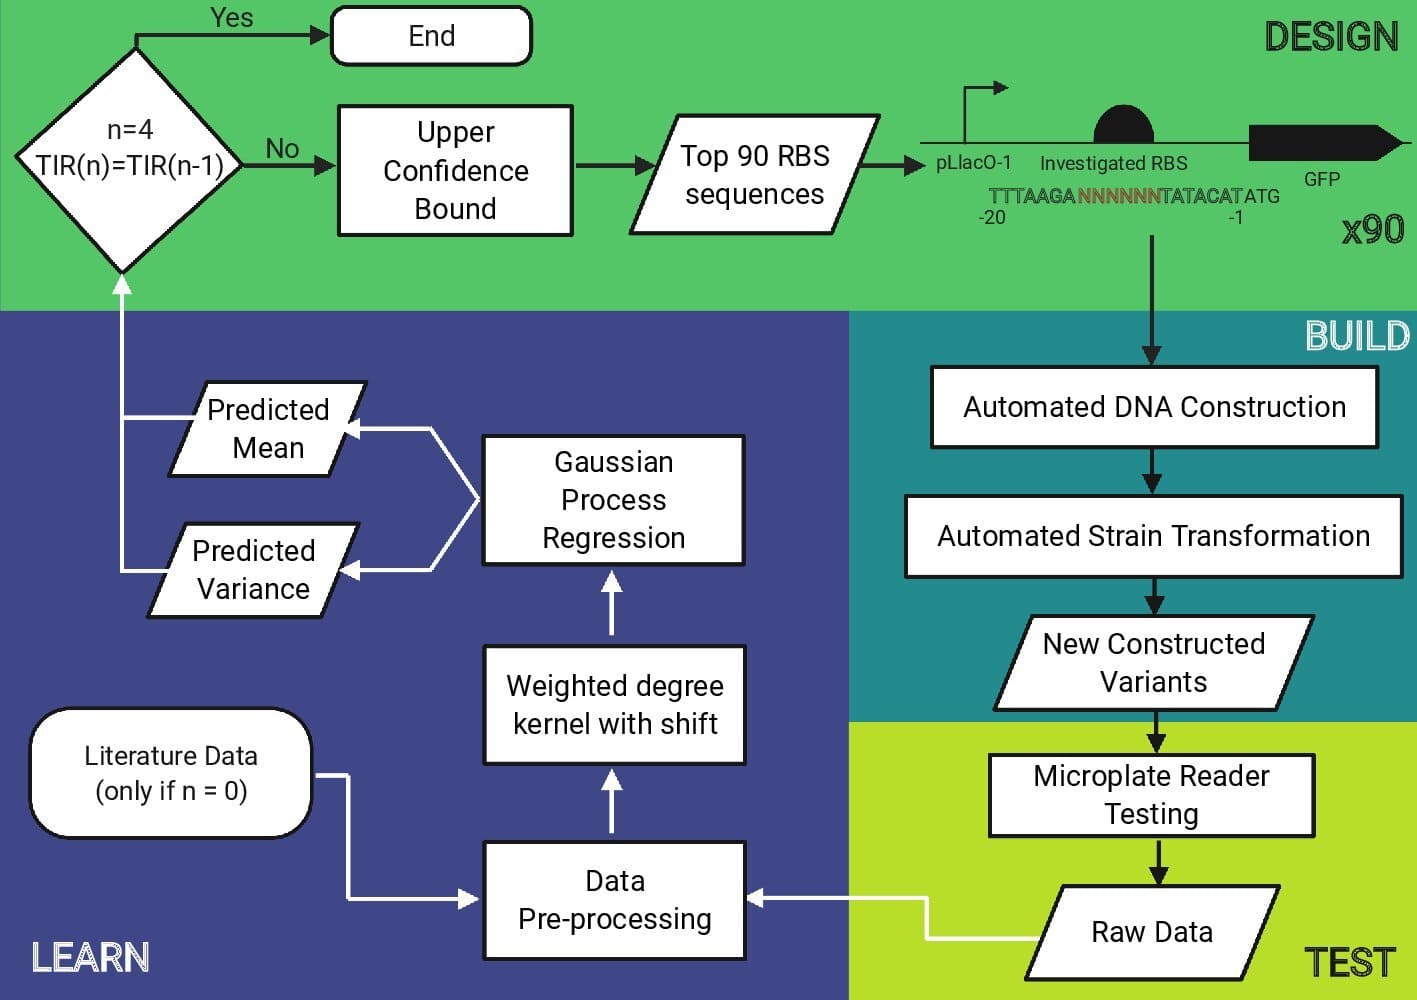 Yes
End
DESIGN
n=4
TIR(n)=TIR(n-1)
No
Upper
Confidence
Bound
Top 90 RBS
sequences
pLlacO-1
Investigated RBS
GFP
TTTAAGANNNNNNTATACATATG
-20
-1
x90
BUILD
Automated DNA Construction
Automated Strain Transformation
New Constructed
Variants
Microplate Reader
Testing
Raw Data
TEST
Predicted
Mean
Predicted
Variance
Gaussian
Process
Regression
Weighted degree
kernel with shift
Literature Data
(only if n = 0)
Data
Pre-processing
LEARN